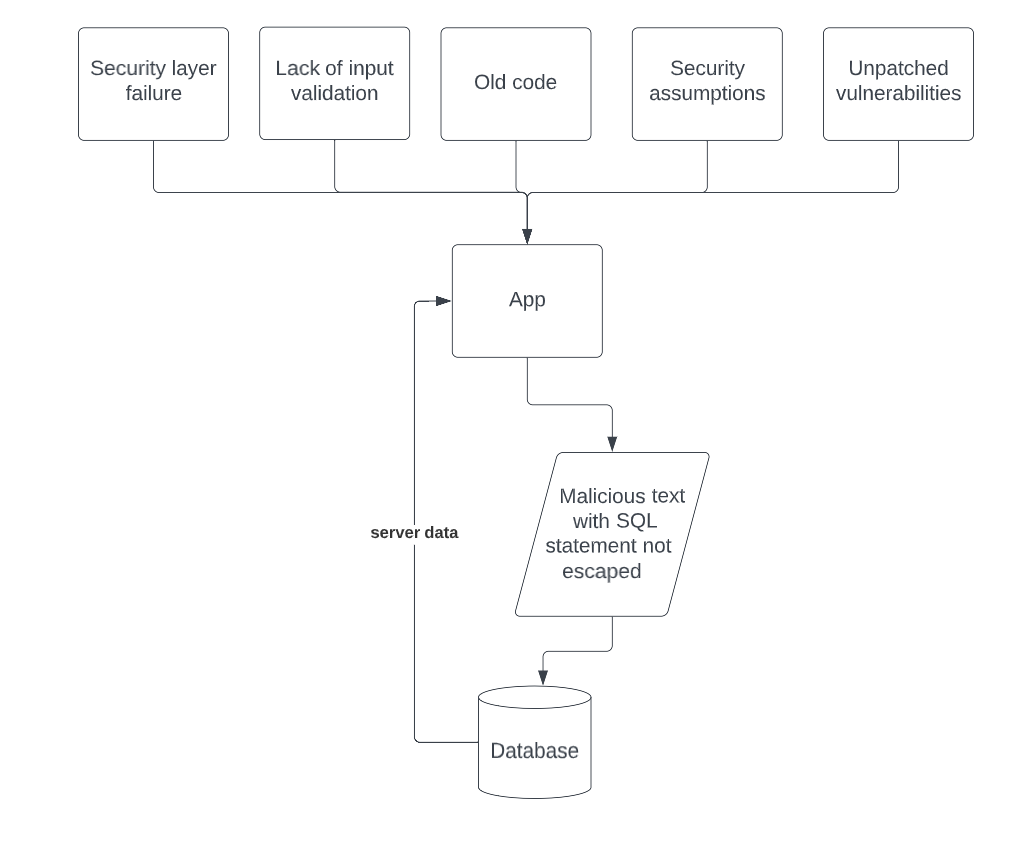 Security layer
failure
Lack of input
validation
Old code
Security
assumptions
Unpatched
vulnerabilities
App
Malicious text
with SQL
statement not
escaped
server data
Database